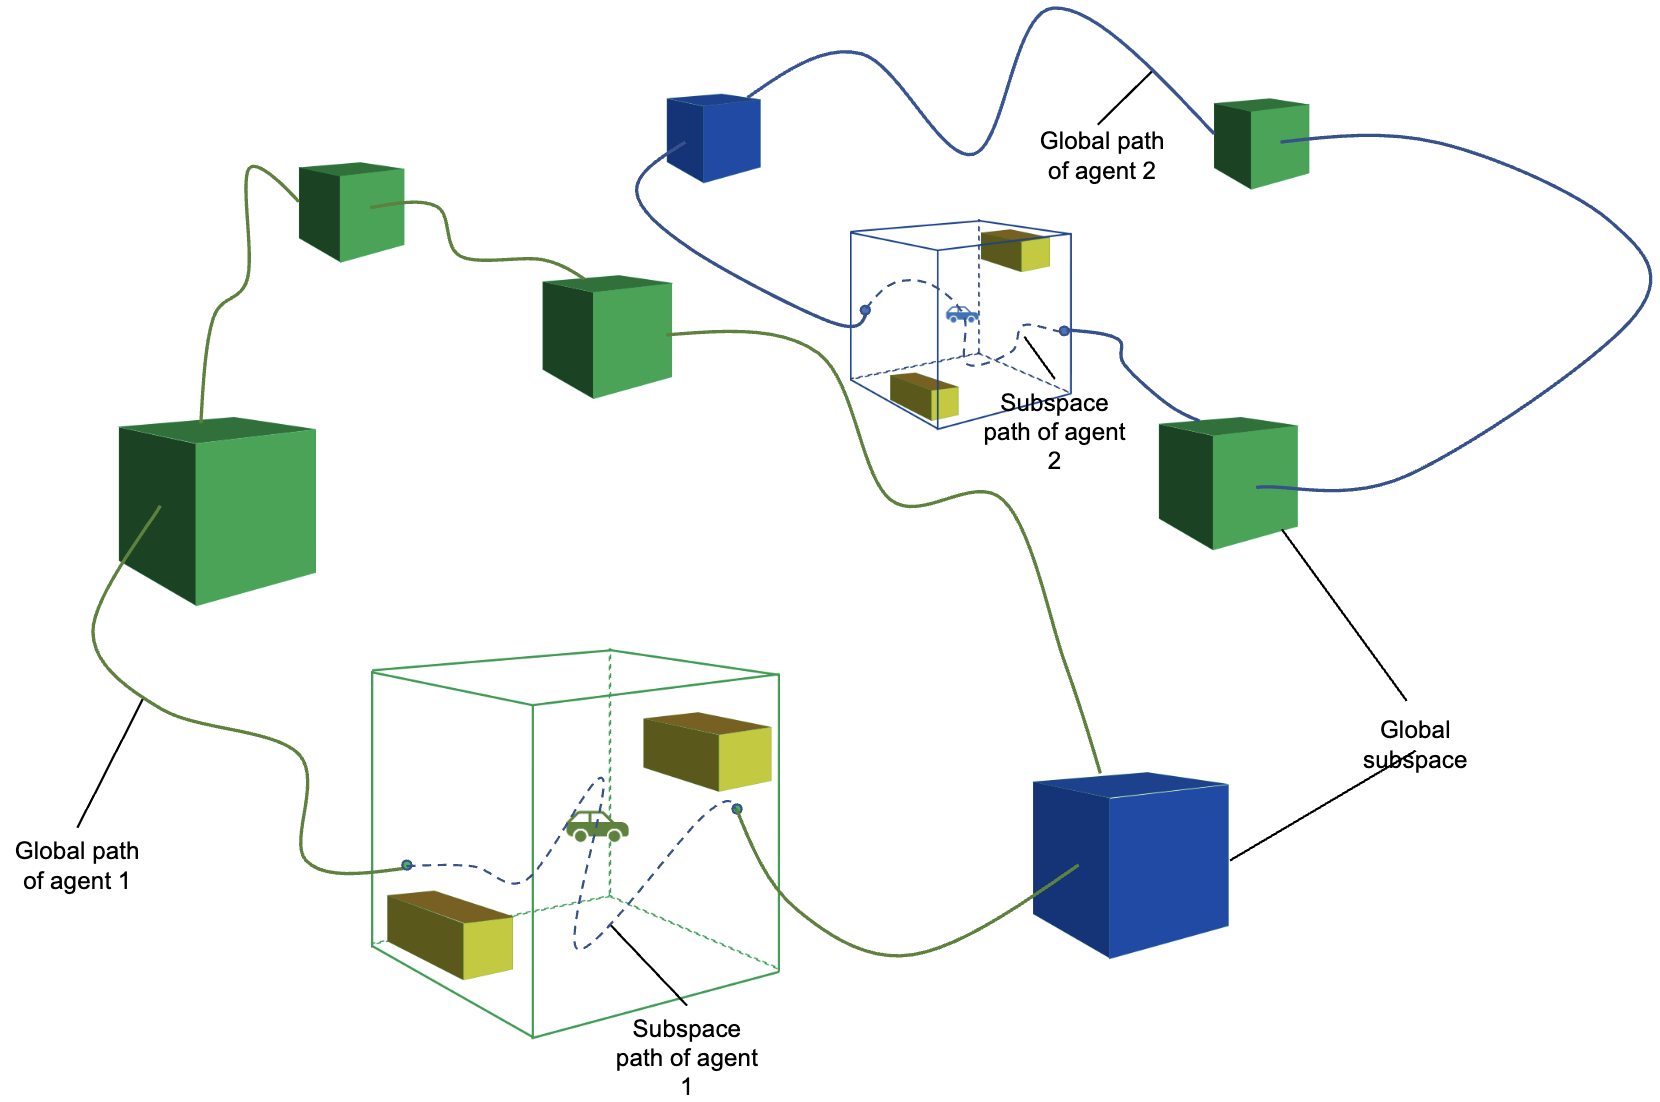 Global path
of agent 2
Subspace
path of agent
2
Global
subspace
Global path
of agent 1
Subspace
path of agent
1